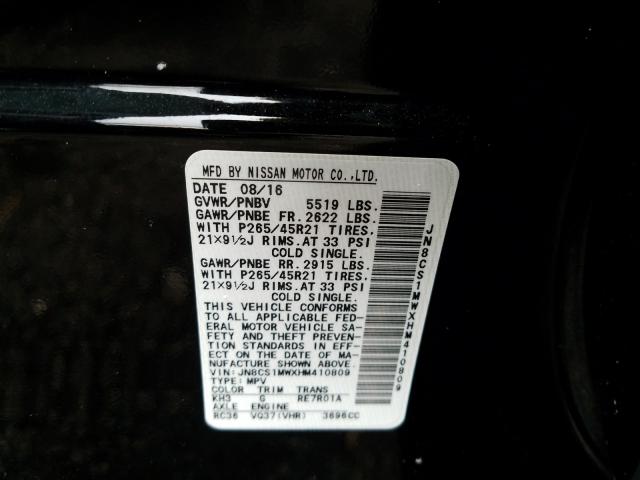 MFD BY NISSAN MOTOR CO.,LTD.
DATE 08/16
GVWR/PNBV 5519 LBS.
GAWR/PNBE FR. 2622 LBS.
WITH P265/45R21 TIRES,
21×9½J RIMS.AT 33 PSI
COLD SINGLE.
GAWR/PNBE RR. 2915 LBS.
WITH P265/45R21 TIRES,
21×9½J RIMS.AT 33 PSI
COLD SINGLE.
THIS VEHICLE CONFORMS
TO ALL APPLICABLE FED-
ERAL MOTOR VEHICLE SA-
FETY AND THEFT PREVEN-
TION STANDARDS IN EFF-
ECT ON THE DATE OF MA-
NUFACTURE SHOWN ABOVE.
VIN:JN8CS1MWXHM410809
TYPE:MPV
COLOR TRIM TRANS
KH3 G RE7R01A
AXLE ENGINE
RC36 VQ37(VHR) 3696CC
JN8CS1MWXHM410809